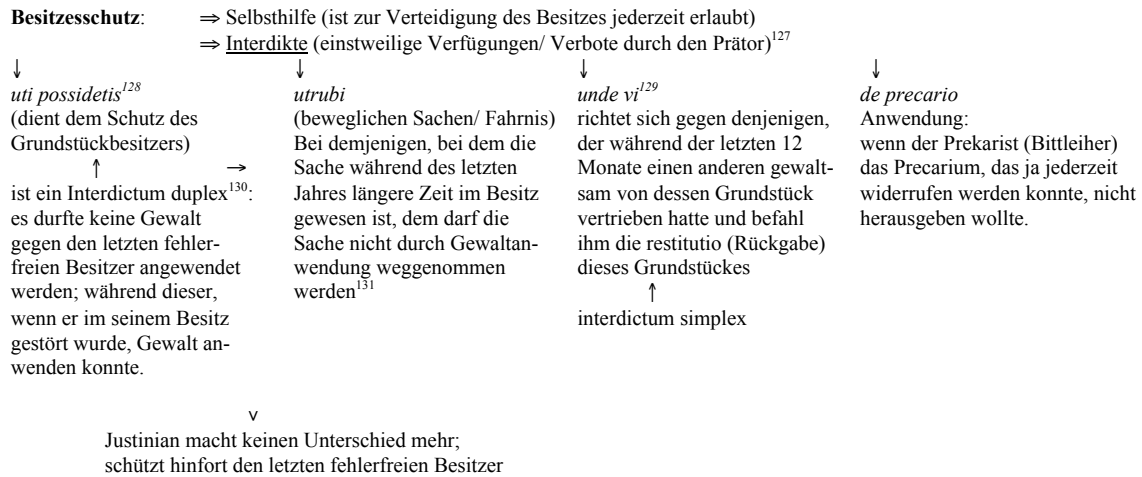 Besitzesschutz: ⇒ Selbsthilfe (ist zur Verteidigung des Besitzes jederzeit erlaubt)
⇒ Interdikte (einstweilige Verfügungen/ Verbote durch den Prätor)127
↓ ↓ ↓ ↓
uti possidetis128
(dient dem Schutz des
Grundstückbesitzers)
↑ →
ist ein Interdictum duplex130:
es durfte keine Gewalt
gegen den letzten fehler-
freien Besitzer angewendet
werden; während dieser,
wenn er im seinem Besitz
gestört wurde, Gewalt an-
wenden konnte.
utrubi
(beweglichen Sachen/ Fahrnis)
Bei demjenigen, bei dem die
Sache während des letzten
Jahres längere Zeit im Besitz
gewesen ist, dem darf die
Sache nicht durch Gewaltan-
wendung weggenommen
werden131
unde vi129
richtet sich gegen denjenigen,
der während der letzten 12
Monate einen anderen gewalt-
sam von dessen Grundstück
vertrieben hatte und befahl
ihm die restitutio (Rückgabe)
dieses Grundstückes
↑
interdictum simplex
de precario
Anwendung:
wenn der Prekarist (Bittleiher)
das Precarium, das ja jederzeit
widerrufen werden konnte, nicht
herausgeben wollte.
v
Justinian macht keinen Unterschied mehr;
schützt hinfort den letzten fehlerfreien Besitzer